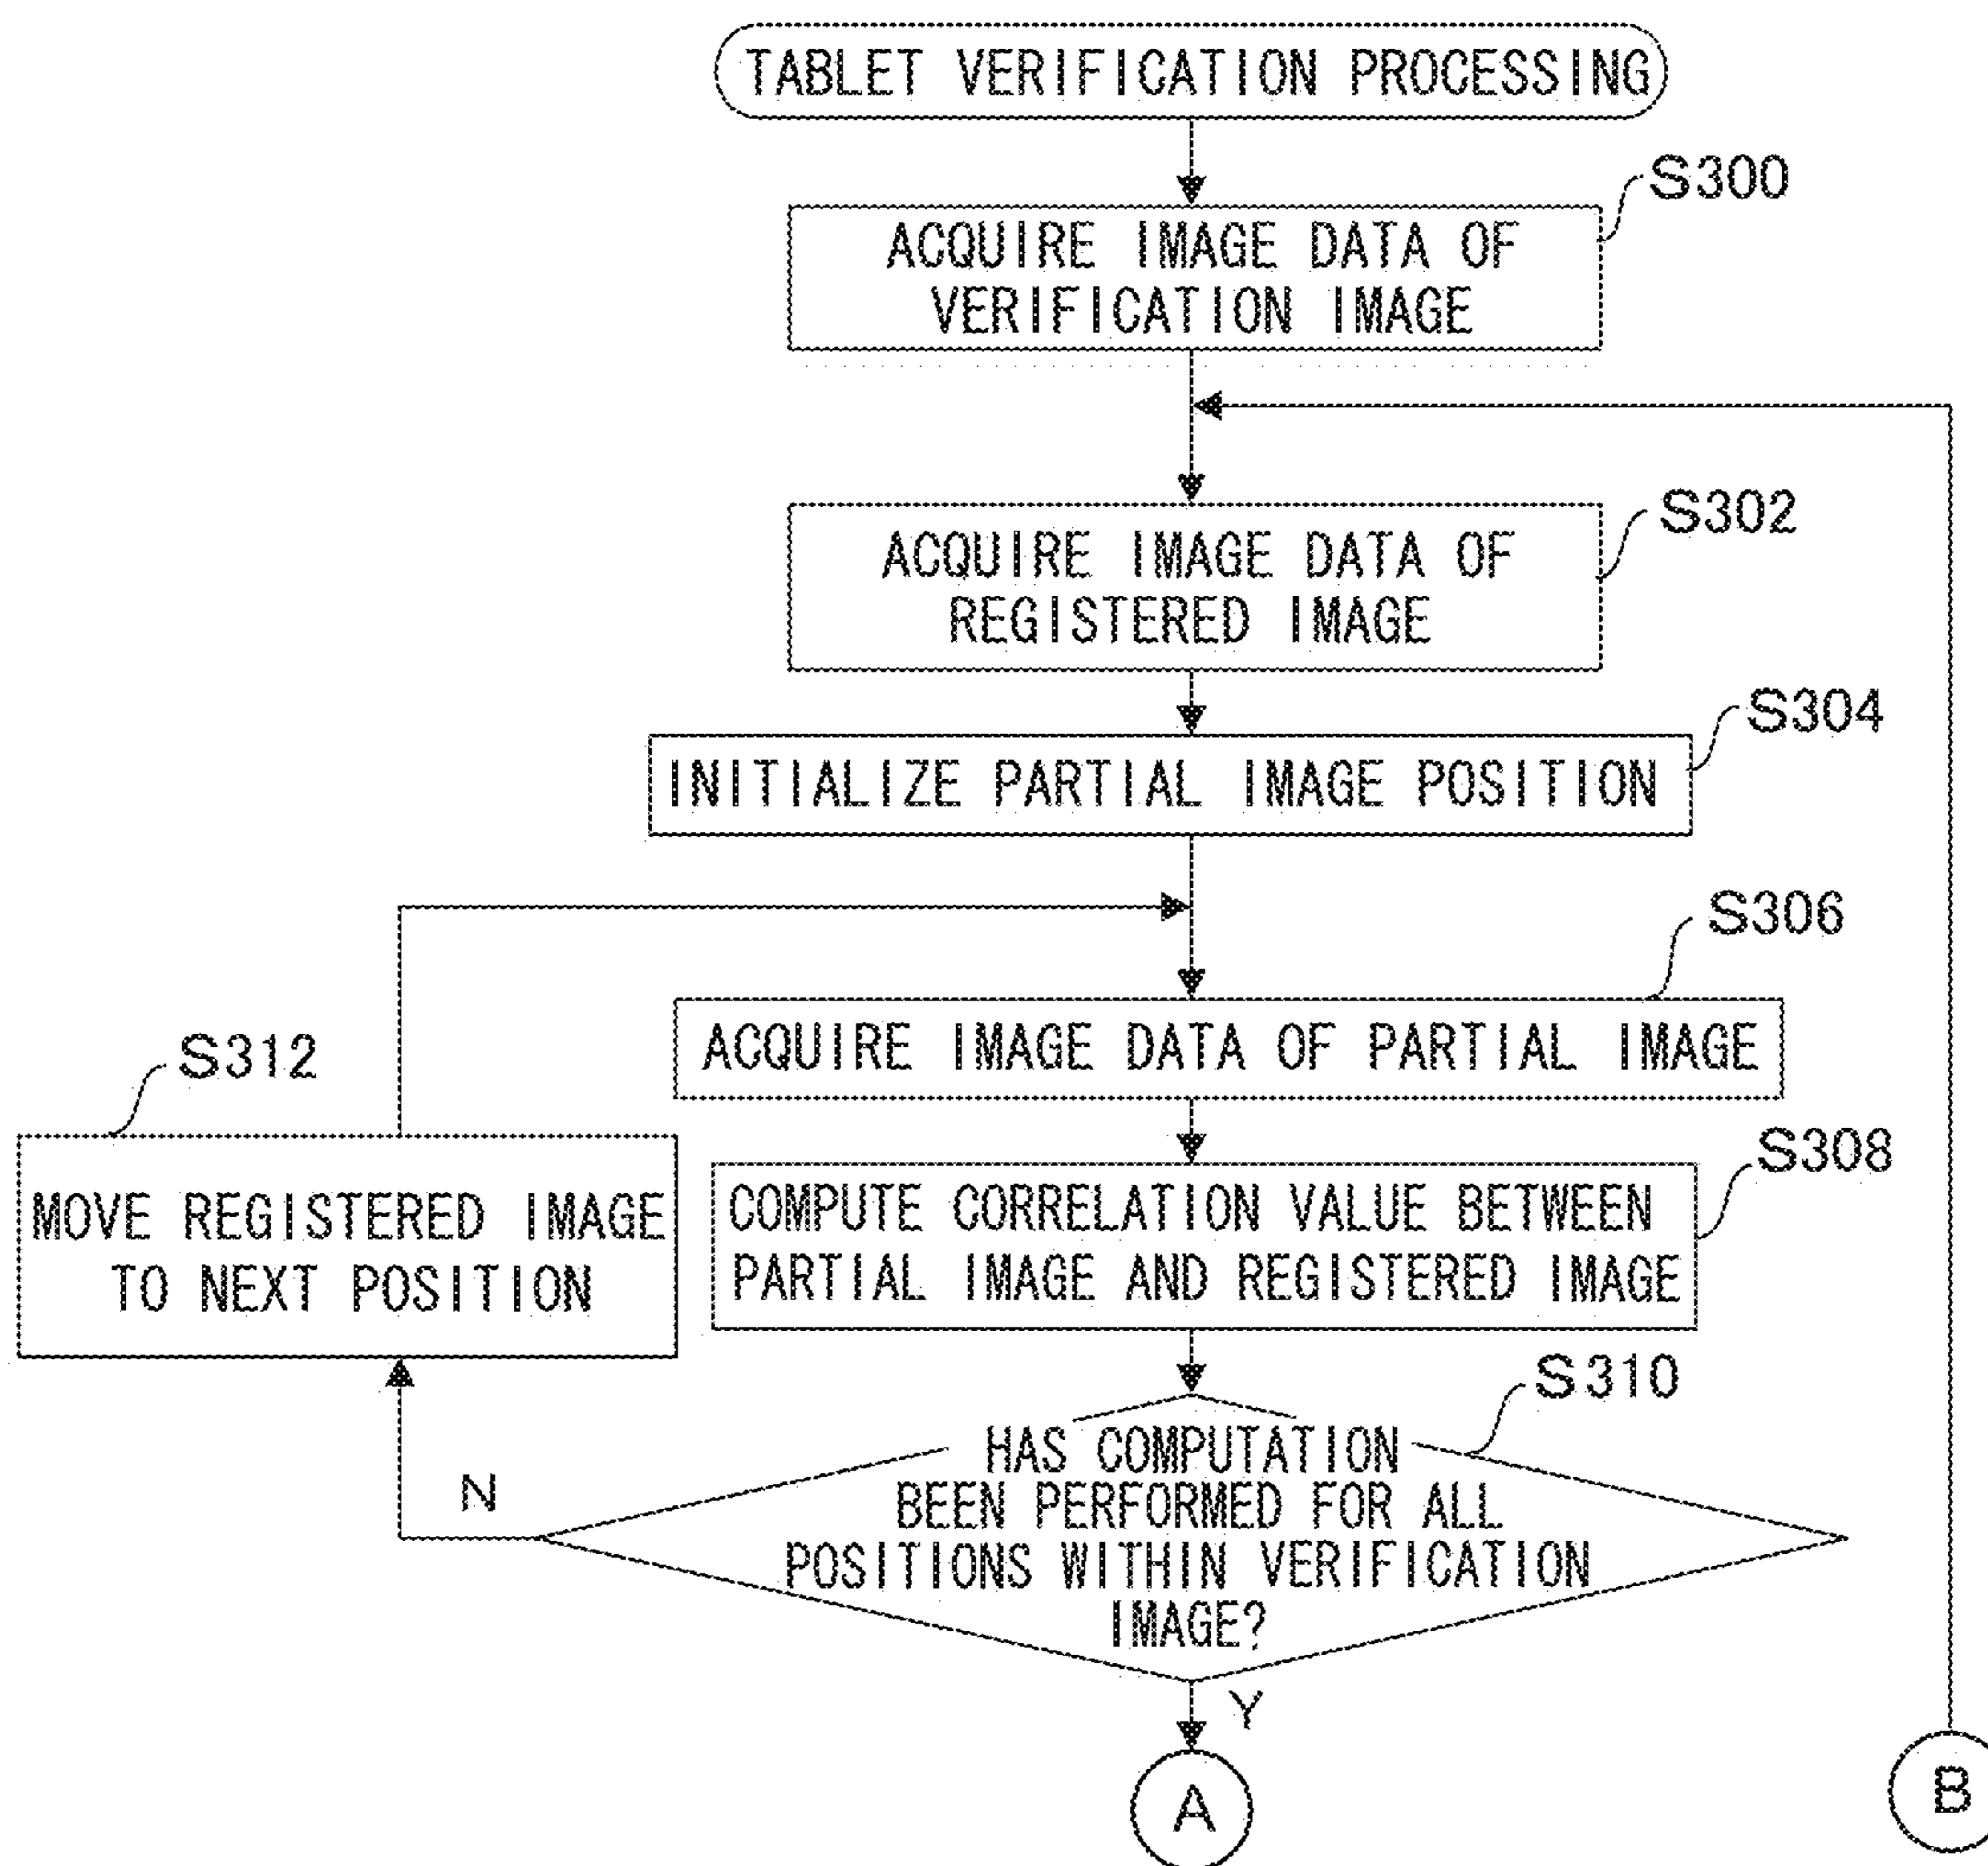 TABLET VERIFICATION PROCESSING
S300
ACQUIRE IMAGE DATA OF
VERIFICATION IMAGE
S302
ACQUIRE IMAGE DATA OF
REGISTERED IMAGE
S304
INITIALIZE PARTIAL IMAGE POSITION
S306
ACQUIRE IMAGE DATA OF PARTIAL IMAGE
S312
MOVE REGISTERED IMAGE
TO NEXT POSITION
S308
COMPUTE CORRELATION VALUE BETWEEN
PARTIAL IMAGE AND REGISTERED IMAGE
S310
HAS COMPUTATION
BEEN PERFORMED FOR ALL
POSITIONS WITHIN VERIFICATION
IMAGE?
N
Y
A
B